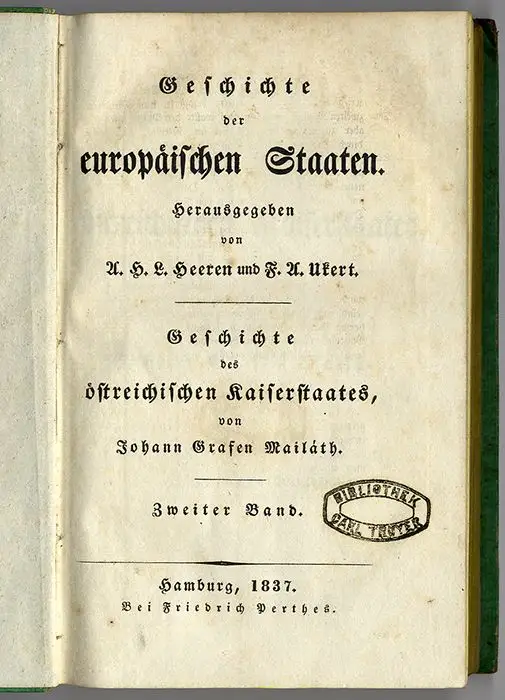 Geschichte
der
europäischen Staaten.
Herausgegeben
von
A. H. L. Heeren und F. A. Ukert.
Geschichte
des
östreichischen Kaiserstaates,
von
Johann Grafen Mailáth.
Zweiter Band.
BIBLIOTHEK
CARL
Hamburg, 1837.
Bei Friedrich Perthes.